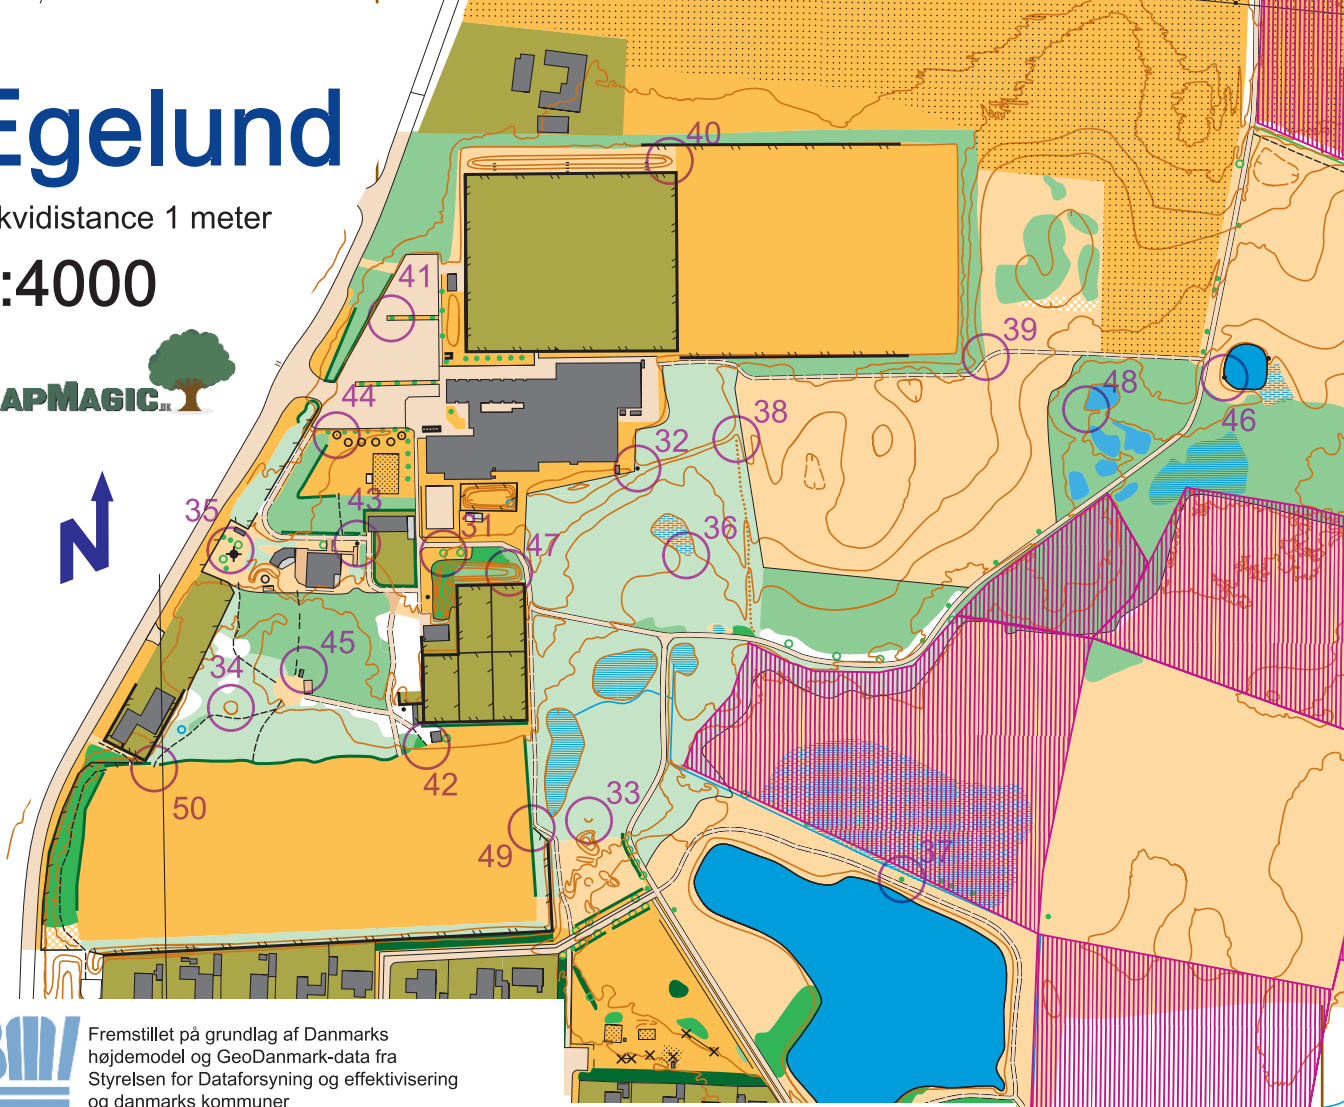 Egelund
kvidistance 1 meter
:4000
APMAGIC.DK
N
40
41
39
48
44
38
46
32
35
43
31
47
36
45
34
42
50
33
49
37
Fremstillet på grundlag af Danmarks
højdemodel og GeoDanmark-data fra
Styrelsen for Dataforsyning og effektivisering
og danmarks kommuner